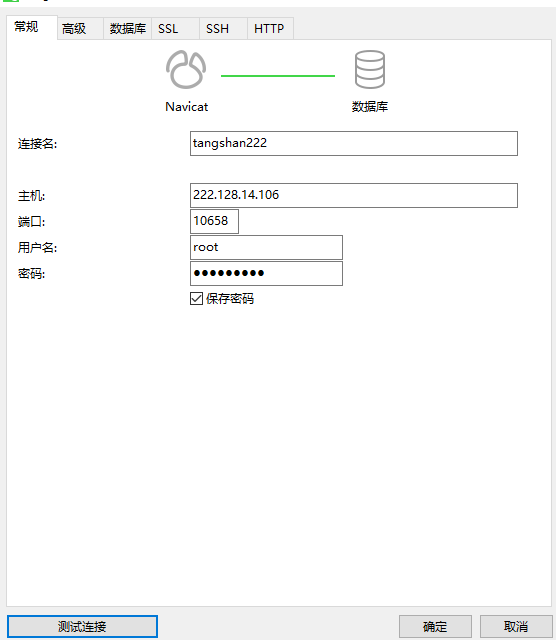 常规 高级 数据库 SSL SSH HTTP
Navicat 数据库
连接名: tangshan222
主机: 222.128.14.106
端口: 10658
用户名: root
密码: ●●●●●●●●●
保存密码
测试连接 确定 取消